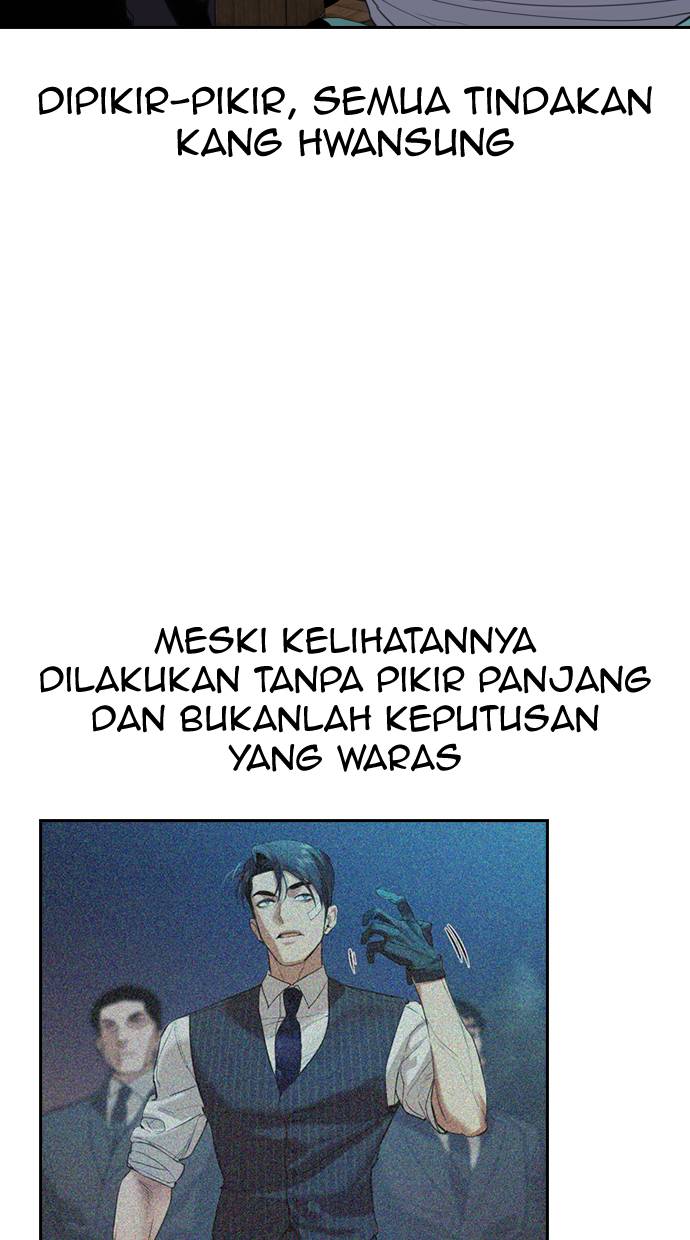 DIPIKIR-PIKIR, SEMUA TINDAKAN
KANG HWANSUNG
MESKI KELIHATANNYA
DILAKUKAN TANPA PIKIR PANJANG
DAN BUKANLAH KEPUTUSAN
YANG WARAS